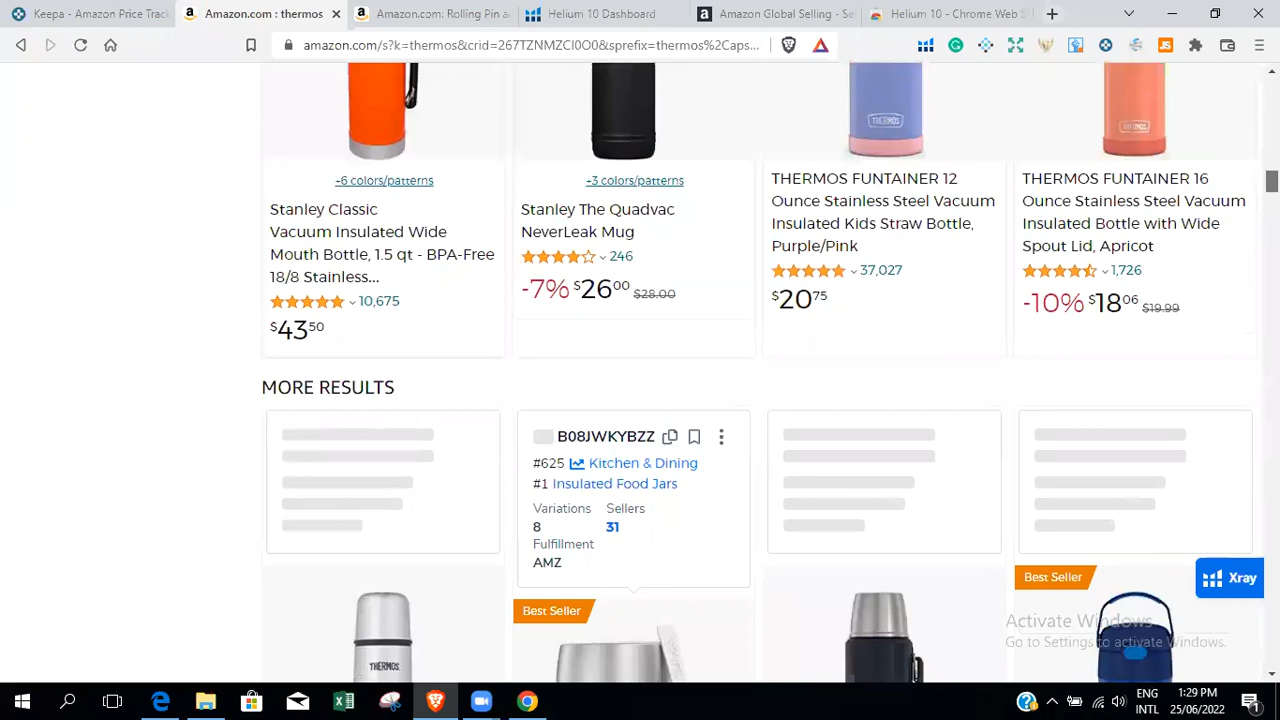 Keepa - Amazon Price Track
Amazon.com : thermos
Amazon.com: Rolling Pin a
Helium 10 Dashboard
Amazon Global Selling - Se
Helium 10 - Chrome Web S
amazon.com/s?k=thermos&crid=267TZNMZCI0O0&sprefix=thermos%2Caps...
+6 colors/patterns
Stanley Classic
Vacuum Insulated Wide
Mouth Bottle, 1.5 qt - BPA-Free
18/8 Stainless...
10,675
$43 50
+3 colors/patterns
Stanley The Quadvac
NeverLeak Mug
246
-7% $26 00 $28.00
THERMOS
THERMOS FUNTAINER 12
Ounce Stainless Steel Vacuum
Insulated Kids Straw Bottle,
Purple/Pink
37,027
$20 75
THERMOS
THERMOS FUNTAINER 16
Ounce Stainless Steel Vacuum
Insulated Bottle with Wide
Spout Lid, Apricot
1,726
-10% $18 06 $19.99
MORE RESULTS
B08JWKYBZZ
#625 Kitchen & Dining
#1 Insulated Food Jars
Variations Sellers
8 31
Fulfillment
AMZ
Best Seller
Best Seller
THERMOS.
Xray
Activate Windows
Go to Settings to activate Windows.
ENG
INTL
1:29 PM
25/06/2022
1